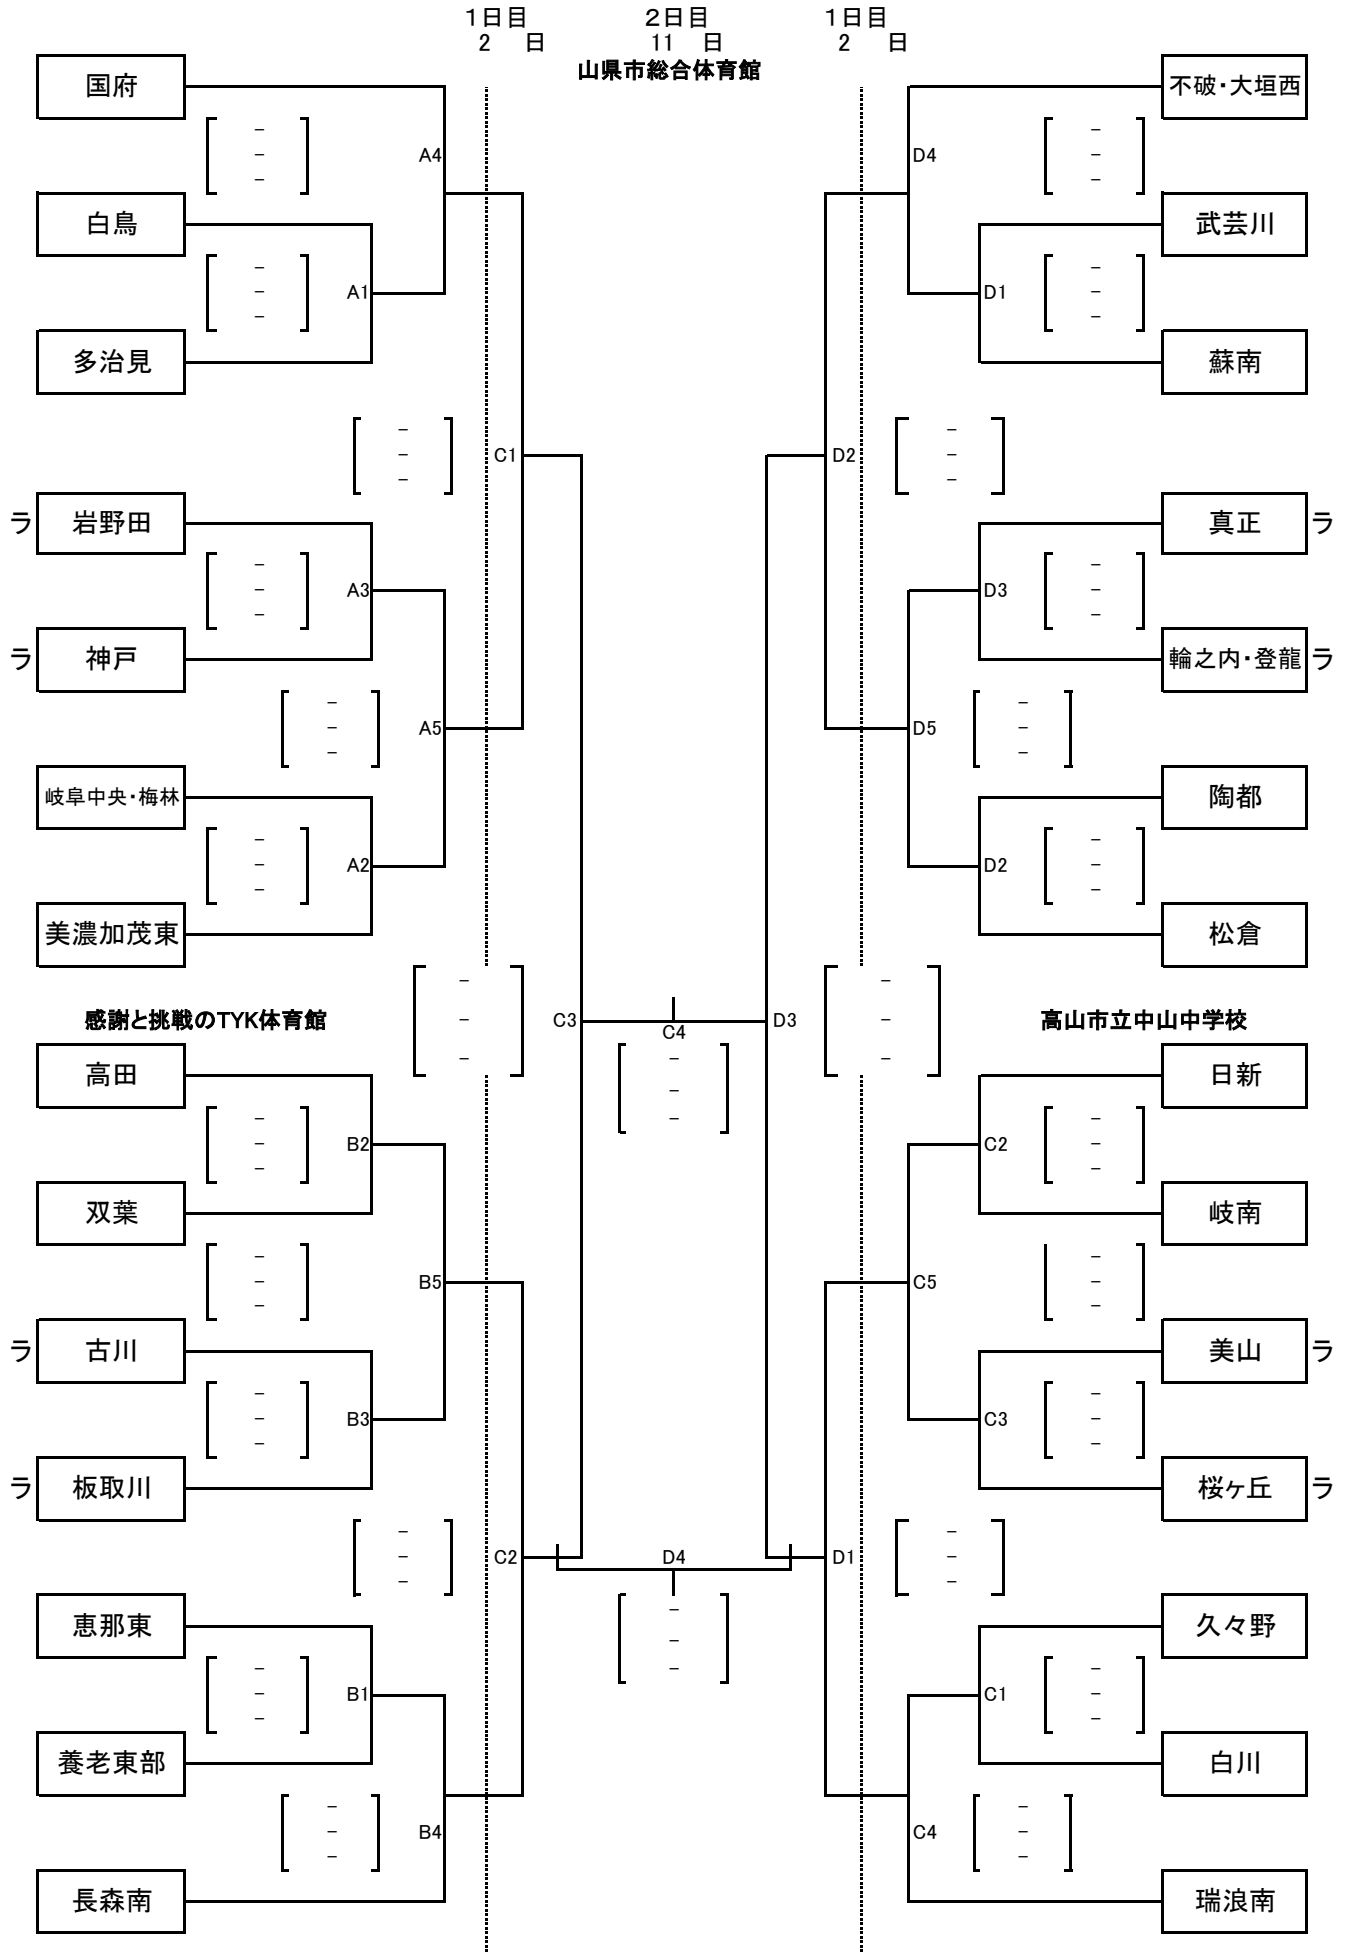 1日目 2日目 1日目
2 日 11 日 2 日
山県市総合体育館
国府 不破・大垣西
- -
- A4 D4 -
- -
白鳥 武芸川
- -
- A1 D1 -
- -
多治見 蘇南
- -
- C1 D2 -
- -
ラ 岩野田 真正 ラ
- -
- A3 D3 -
- -
ラ 神戸 輪之内・登龍 ラ
- -
- A5 D5 -
- -
岐阜中央・梅林 陶都
- -
- A2 D2 -
- -
美濃加茂東 松倉
- -
感謝と挑戦のTYK体育館 - C3 C4 D3 - 高山市立中山中学校
- - -
高田 日新
-
- - -
- B2 C2 -
- -
双葉 岐南
- -
- B5 C5 -
- -
ラ 古川 美山 ラ
- -
- B3 C3 -
- -
ラ 板取川 桜ヶ丘 ラ
- -
- C2 D4 D1 -
- -
恵那東 - 久々野
-
- - -
- B1 C1 -
- -
養老東部 白川
- -
- B4 C4 -
- -
長森南 瑞浪南